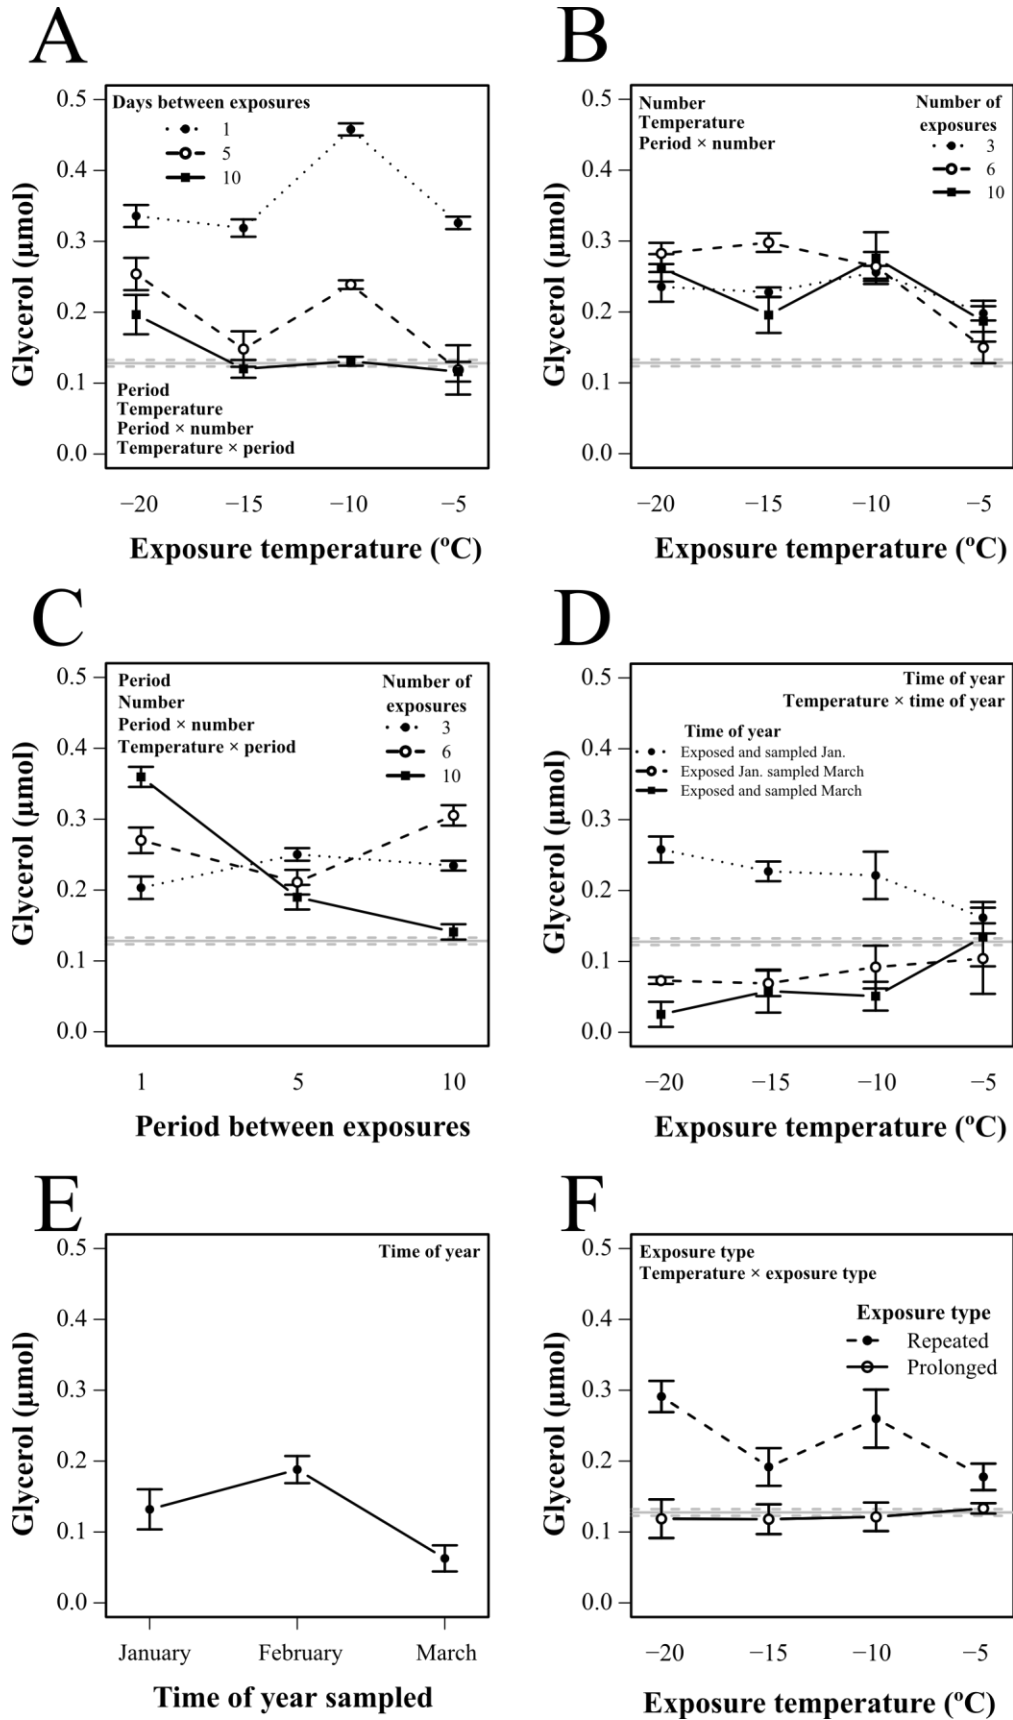 A
Glycerol (μmol)
0.5
0.4
0.3
0.2
0.1
0.0
Days between exposures
1
5
10
Period
Temperature
Period × number
Temperature × period
−20
−15
−10
−5
Exposure temperature (ºC)
B
Glycerol (μmol)
0.5
0.4
0.3
0.2
0.1
0.0
Number
Temperature
Period × number
Number of
exposures
3
6
10
−20
−15
−10
−5
Exposure temperature (ºC)
C
Glycerol (μmol)
0.5
0.4
0.3
0.2
0.1
0.0
Period
Number
Period × number
Temperature × period
Number of
exposures
3
6
10
1
5
10
Period between exposures
D
Glycerol (μmol)
0.5
0.4
0.3
0.2
0.1
0.0
Time of year
Temperature × time of year
Time of year
Exposed and sampled Jan.
Exposed Jan. sampled March
Exposed and sampled March
−20
−15
−10
−5
Exposure temperature (ºC)
E
Glycerol (μmol)
0.5
0.4
0.3
0.2
0.1
0.0
Time of year
January
February
March
Time of year sampled
F
Glycerol (μmol)
0.5
0.4
0.3
0.2
0.1
0.0
Exposure type
Temperature × exposure type
Exposure type
Repeated
Prolonged
−20
−15
−10
−5
Exposure temperature (ºC)